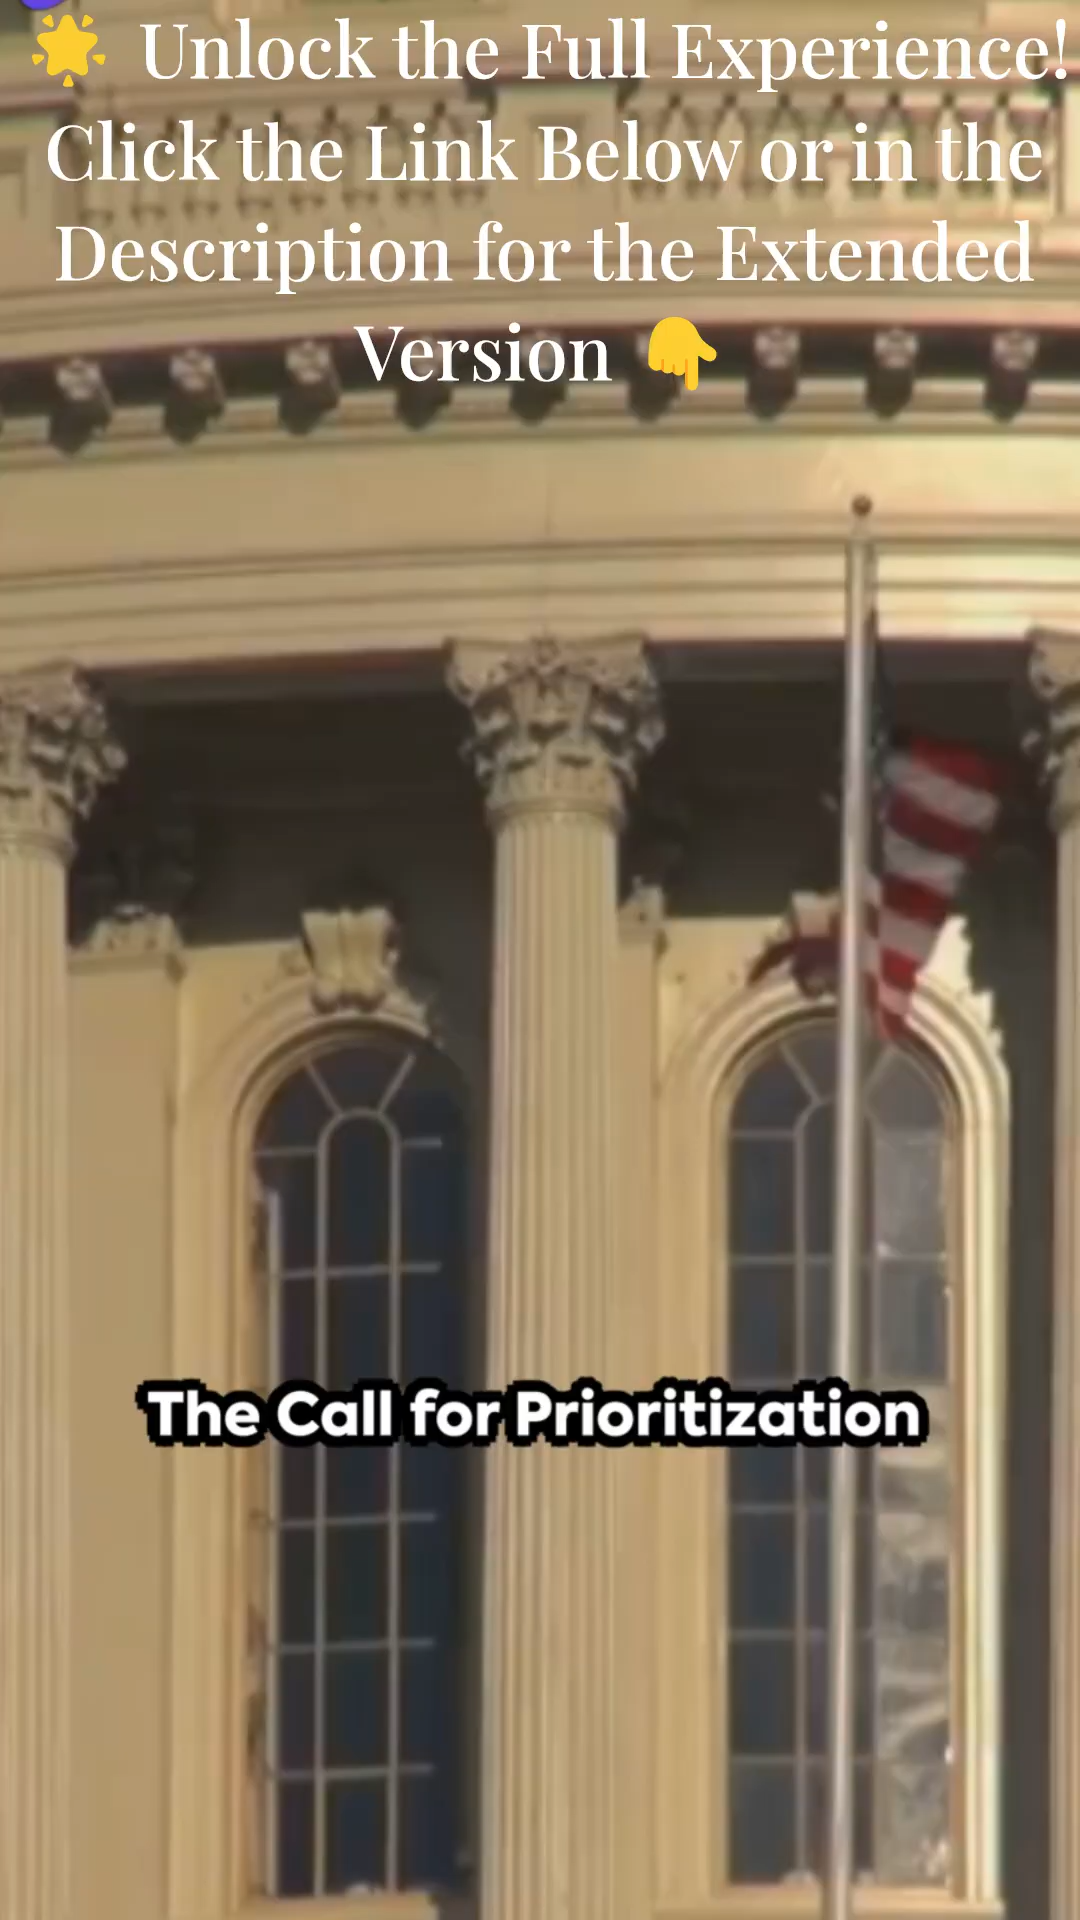 🌟 Unlock the Full Experience!
Click the Link Below or in the
Description for the Extended
Version 👇
The Call for Prioritization